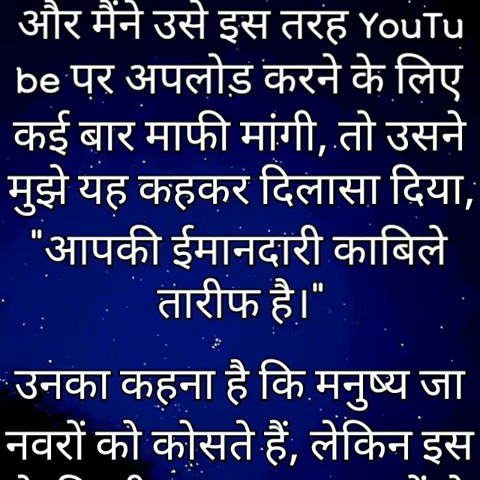 और मैंने उसे इस तरह YouTu
be पर अपलोड करने के लिए
कई बार माफी मांगी, तो उसने
मुझे यह कहकर दिलासा दिया,
"आपकी ईमानदारी काबिले
तारीफ है।"
उनका कहना है कि मनुष्य जा
नवरों को कोसते हैं, लेकिन इस